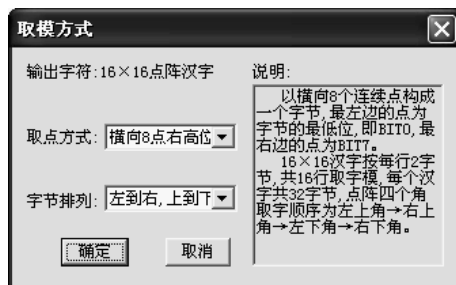 取模方式
输出字符:16×16点阵汉字
取点方式:
横向8点右高位
字节排列:
左到右,上到下
确定
取消
说明:
以横向8个连续点构成
一个字节,最左边的点为
字节的最低位,即BIT0,最
右边的点为BIT7。
16×16汉字按每行2字
节,共16行取字模,每个汉
字共32字节,点阵四个角
取字顺序为左上角→右上
角→左下角→右下角。